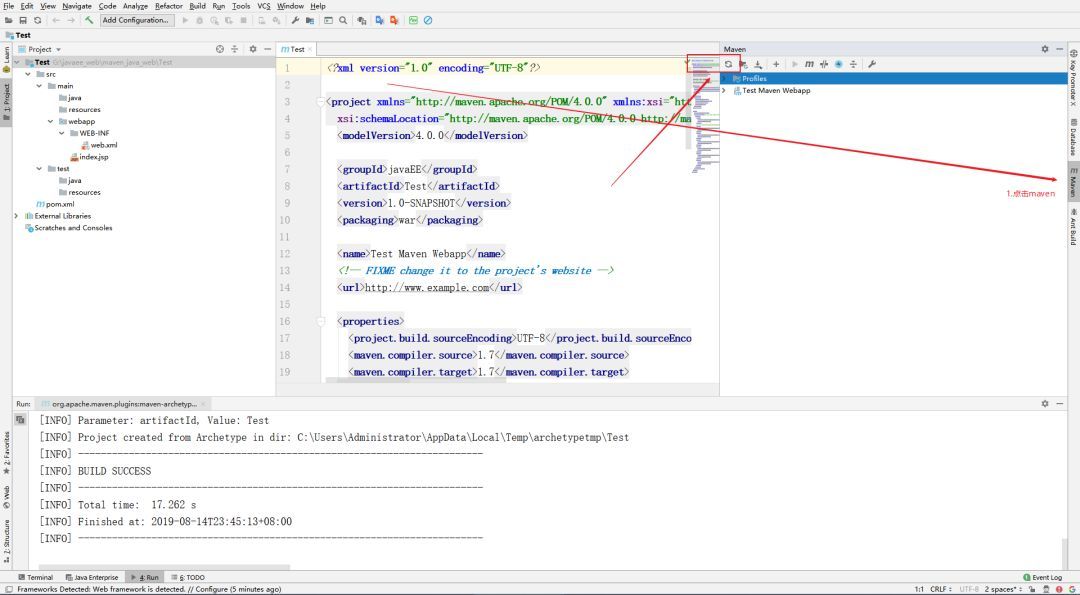 File Edit View Navigate Code Analyze Refactor Build Run Tools VCS Window Help
Add Configuration...
Test
Project
m Test
Maven
Learn
1: Project
Test G:\javaee_web\maven_java_web\Test
src
main
java
resources
webapp
WEB-INF
web.xml
index.jsp
test
java
resources
pom.xml
External Libraries
Scratches and Consoles
1 <?xml version="1.0" encoding="UTF-8"?>
2
3 <project xmlns="http://maven.apache.org/POM/4.0.0" xmlns:xsi="htt
4 xsi:schemaLocation="http://maven.apache.org/POM/4.0.0 http://ma
5 <modelVersion>4.0.0</modelVersion>
6
7 <groupId>javaEE</groupId>
8 <artifactId>Test</artifactId>
9 <version>1.0-SNAPSHOT</version>
10 <packaging>war</packaging>
11
12 <name>Test Maven Webapp</name>
13 <!-- FIXME change it to the project's website -->
14 <url>http://www.example.com</url>
15
16 <properties>
17 <project.build.sourceEncoding>UTF-8</project.build.sourceEnco
18 <maven.compiler.source>1.7</maven.compiler.source>
19 <maven.compiler.target>1.7</maven.compiler.target>
Profiles
Test Maven Webapp
1.点击maven
Key Promoter X
Database
Maven
Ant Build
Run: org.apache.maven.plugins:maven-archetyp...
[INFO] Parameter: artifactId, Value: Test
[INFO] Project created from Archetype in dir: C:\Users\Administrator\AppData\Local\Temp\archetypetmp\Test
[INFO] ------------------------------------------------------------------------
[INFO] BUILD SUCCESS
[INFO] ------------------------------------------------------------------------
[INFO] Total time:  17.262 s
[INFO] Finished at: 2019-08-14T23:45:13+08:00
[INFO] ------------------------------------------------------------------------
2: Favorites
Web
Z: Structure
Terminal Java Enterprise 4: Run 6: TODO
Event Log
Frameworks Detected: Web framework is detected. // Configure (5 minutes ago)
1:1 CRLF UTF-8 2 spaces*